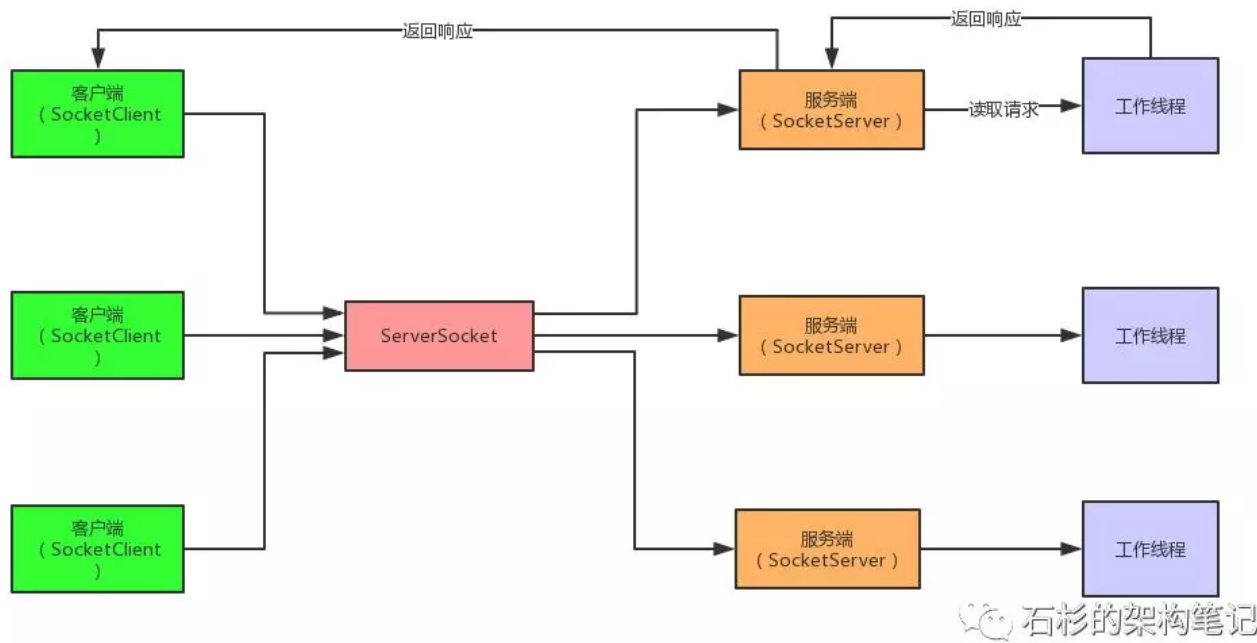 返回响应
返回响应
客户端
（SocketClient
）
服务端
（SocketServer）
读取请求
工作线程
客户端
（SocketClient
）
ServerSocket
服务端
（SocketServer）
工作线程
客户端
（SocketClient
）
服务端
（SocketServer）
工作线程
石杉的架构笔记